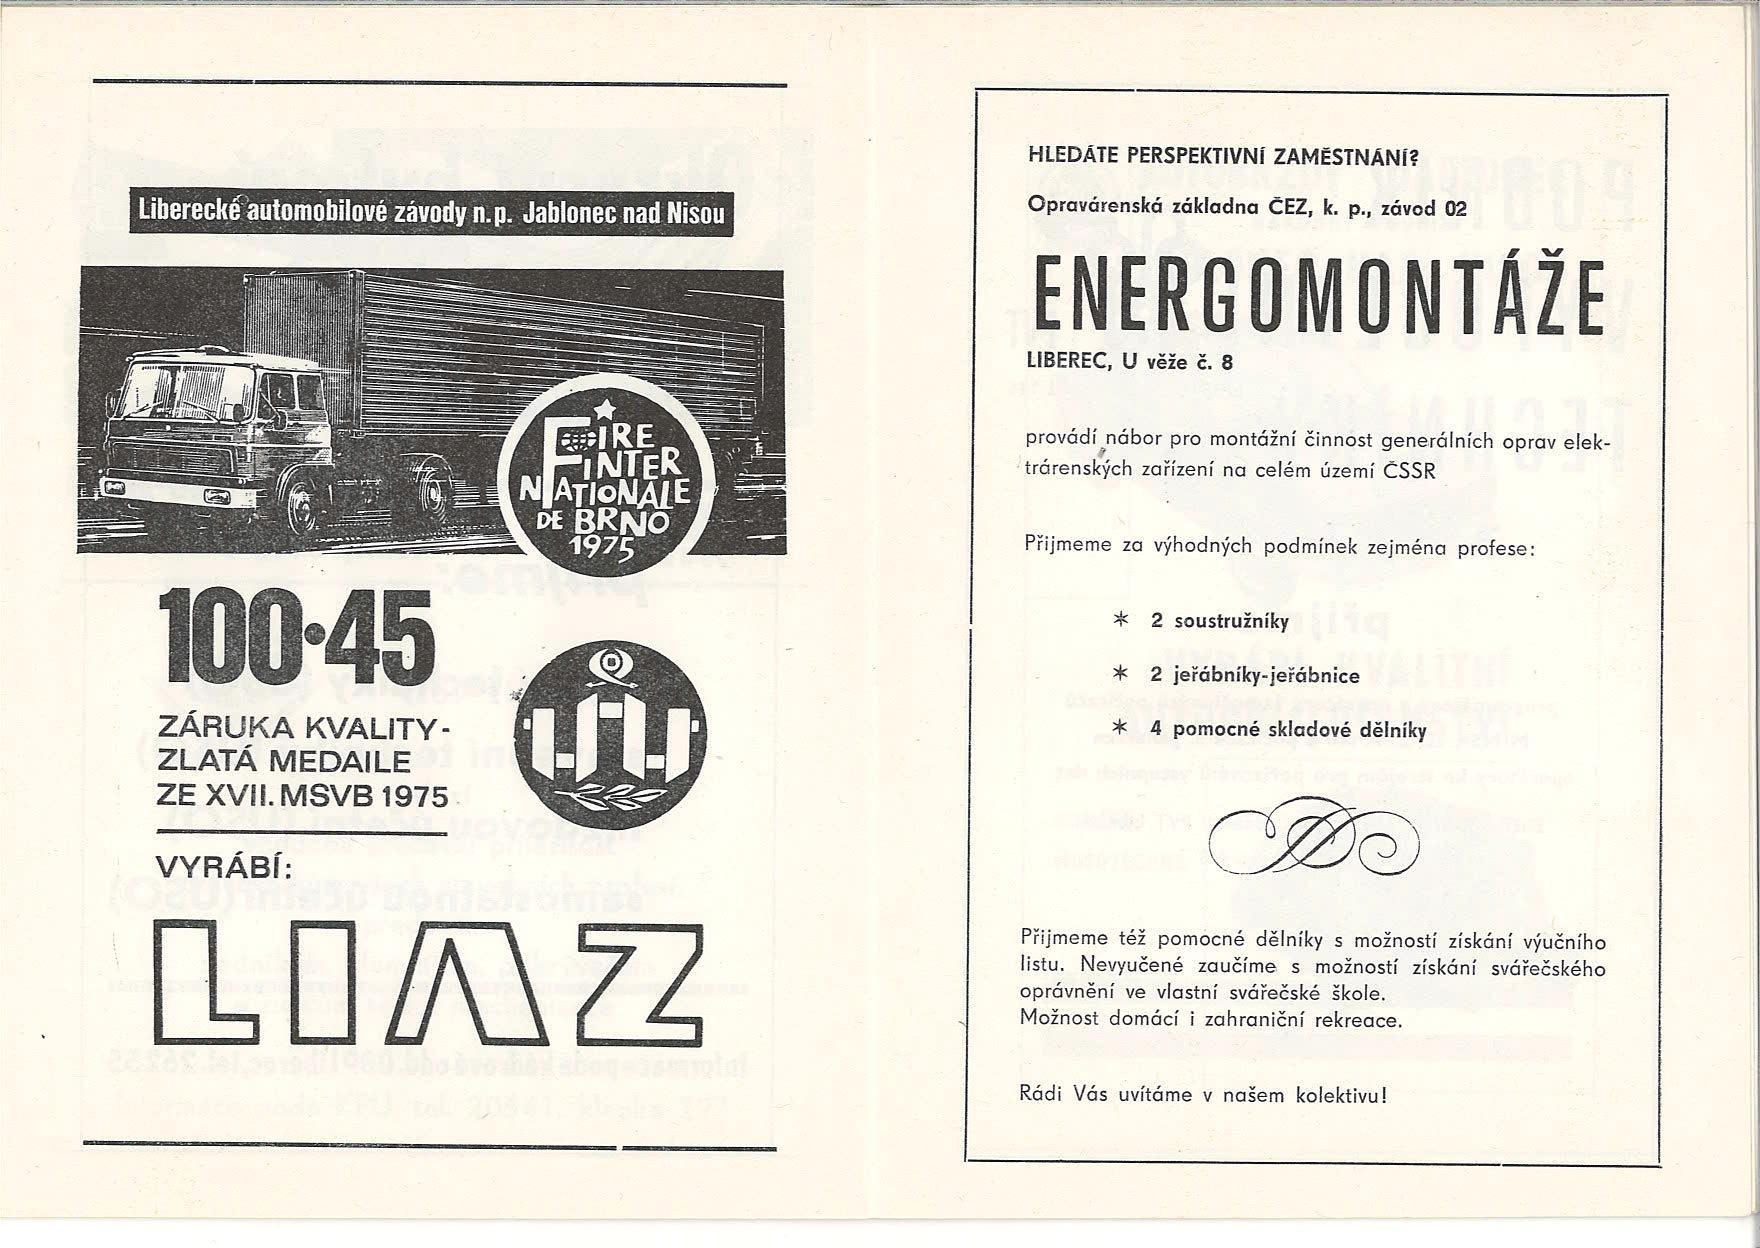 Liberecké automobilové závody n.p. Jablonec nad Nisou
FOIRE
INTER
NATIONALE
DE BRNO
1975
100•45
ZÁRUKA KVALITY-
ZLATÁ MEDAILE
ZE XVII. MSVB 1975
VYRÁBÍ:
LIAZ
HLEDÁTE PERSPEKTIVNÍ ZAMĚSTNÁNÍ?
Opravárenská základna ČEZ, k. p., závod 02
ENERGOMONTÁŽE
LIBEREC, U věže č. 8
provádí nábor pro montážní činnost generálních oprav elek-
trárenských zařízení na celém území ČSSR
Přijmeme za výhodných podmínek zejména profese:
* 2 soustružníky
* 2 jeřábníky-jeřábnice
* 4 pomocné skladové dělníky
Přijmeme též pomocné dělníky s možností získání výučního
listu. Nevyučené zaučíme s možností získání svářečského
oprávnění ve vlastní svářečské škole.
Možnost domácí i zahraniční rekreace.
Rádi Vás uvítáme v našem kolektivu!